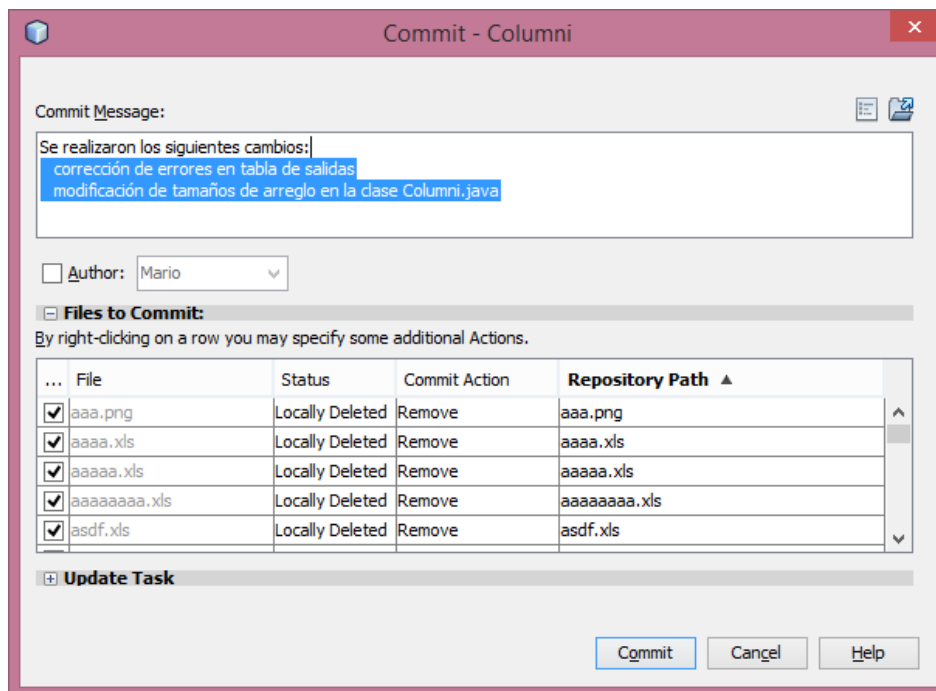 Commit - Columni
Commit Message:
Se realizaron los siguientes cambios:
corrección de errores en tabla de salidas
modificación de tamaños de arreglo en la clase Columni.java
Author: Mario
Files to Commit:
By right-clicking on a row you may specify some additional Actions.
... File Status Commit Action Repository Path
aaa.png Locally Deleted Remove aaa.png
aaaa.xls Locally Deleted Remove aaaa.xls
aaaaa.xls Locally Deleted Remove aaaaa.xls
aaaaaaaa.xls Locally Deleted Remove aaaaaaaa.xls
asdf.xls Locally Deleted Remove asdf.xls
Update Task
Commit Cancel Help